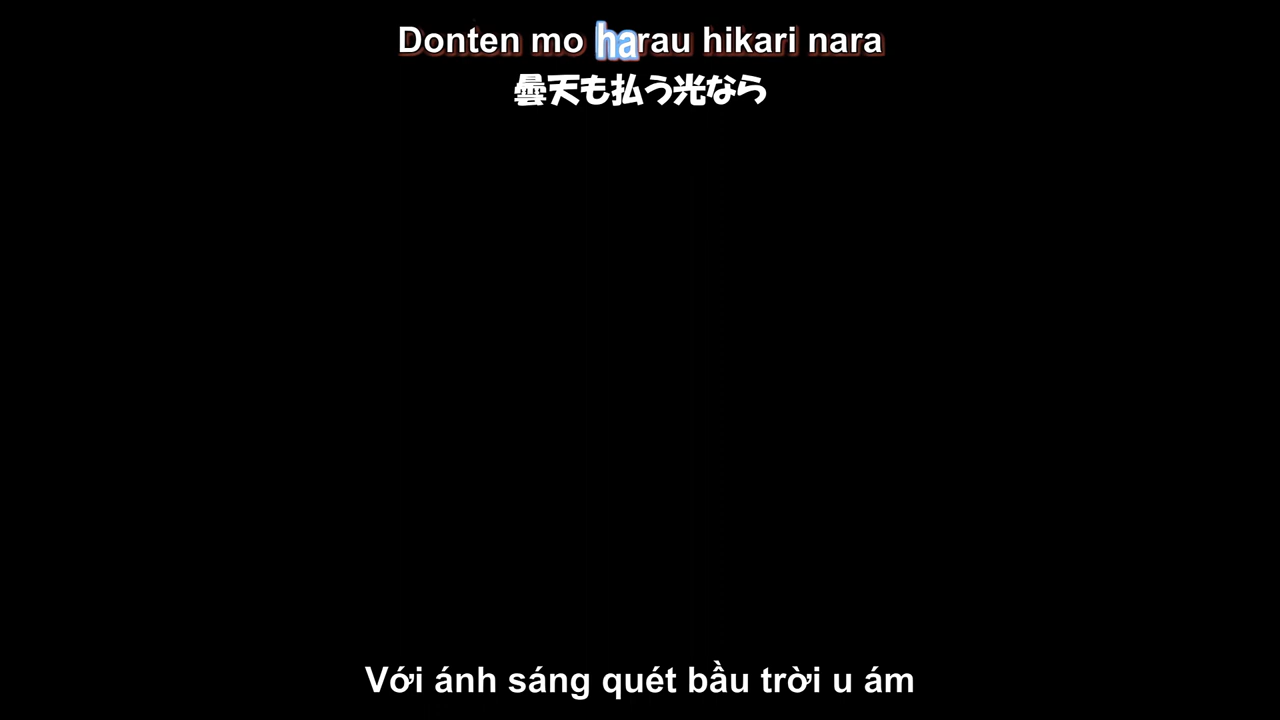 Donten mo harau hikari nara
曇天も払う光なら
Với ánh sáng quét bầu trời u ám